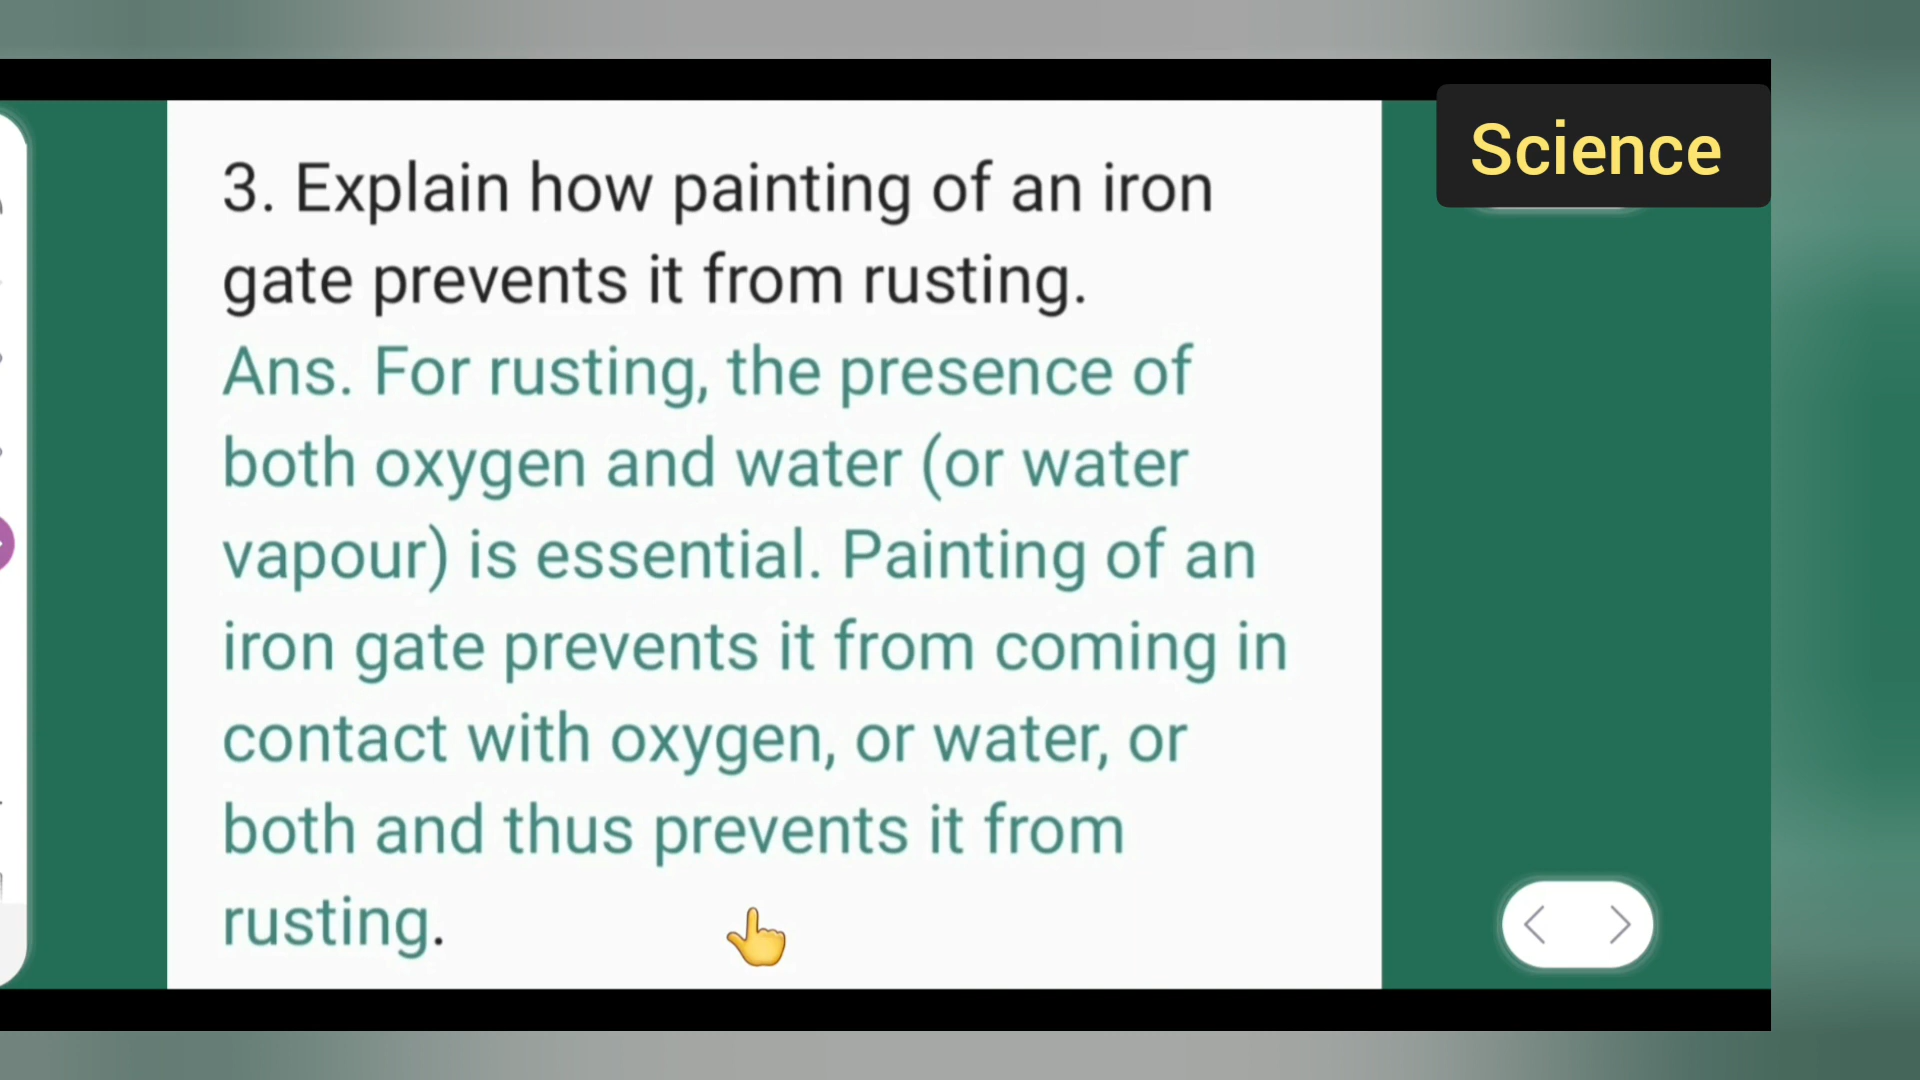 Science
3. Explain how painting of an iron
gate prevents it from rusting.
Ans. For rusting, the presence of
both oxygen and water (or water
vapour) is essential. Painting of an
iron gate prevents it from coming in
contact with oxygen, or water, or
both and thus prevents it from
rusting.